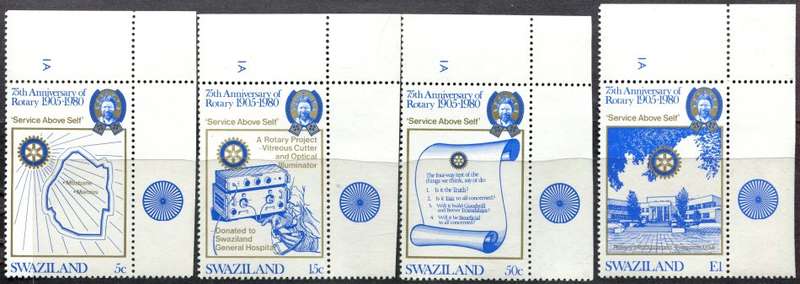 1A
75th Anniversary of
Rotary 1905-1980
'Service Above Self'
Mbabane
Manzini
SWAZILAND 5c
1A
75th Anniversary of
Rotary 1905-1980
'Service Above Self'
A Rotary Project
-Vitreous Cutter
and Optical
Illuminator
Donated to
Swaziland
General Hospital
SWAZILAND 15c
1A
75th Anniversary of
Rotary 1905-1980
'Service Above Self'
The four-way test of the
things we think, say or do:
1. Is it the Truth?
2. Is it Fair to all concerned?
3. Will it build Goodwill
and Better Friendships?
4. Will it be Beneficial
to all concerned?
SWAZILAND 50c
1A
75th Anniversary of
Rotary 1905-1980
'Service Above Self'
SWAZILAND £1